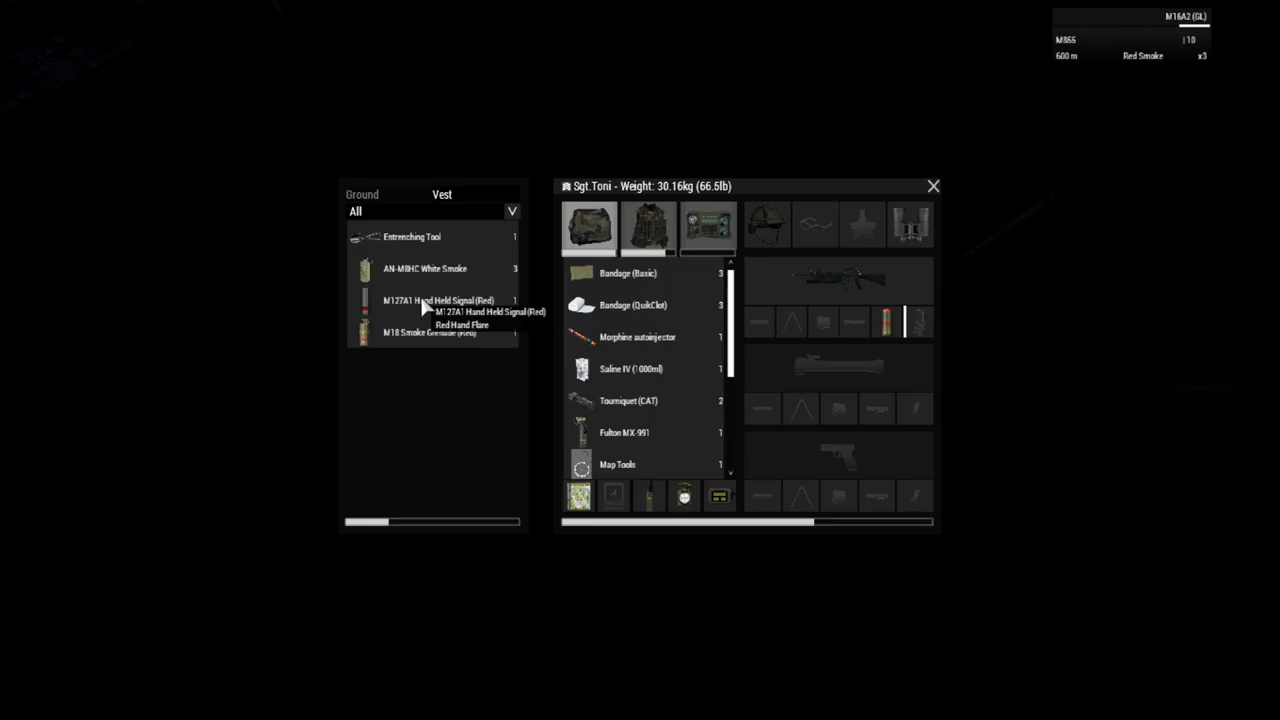 M16A2 (GL)
M855 |10
600 m Red Smoke x3
Ground Vest
All
Entrenching Tool 1
AN-M8HC White Smoke 3
M127A1 Hand Held Signal (Red) 1
M127A1 Hand Held Signal (Red)
Red Hand Flare
M18 Smoke Grenade (Red) 1
Sgt.Toni - Weight: 30.16kg (66.5lb)
Bandage (Basic) 3
Bandage (QuikClot) 3
Morphine autoinjector 1
Saline IV (1000ml) 1
Tourniquet (CAT) 2
Fulton MX-991 1
Map Tools 1